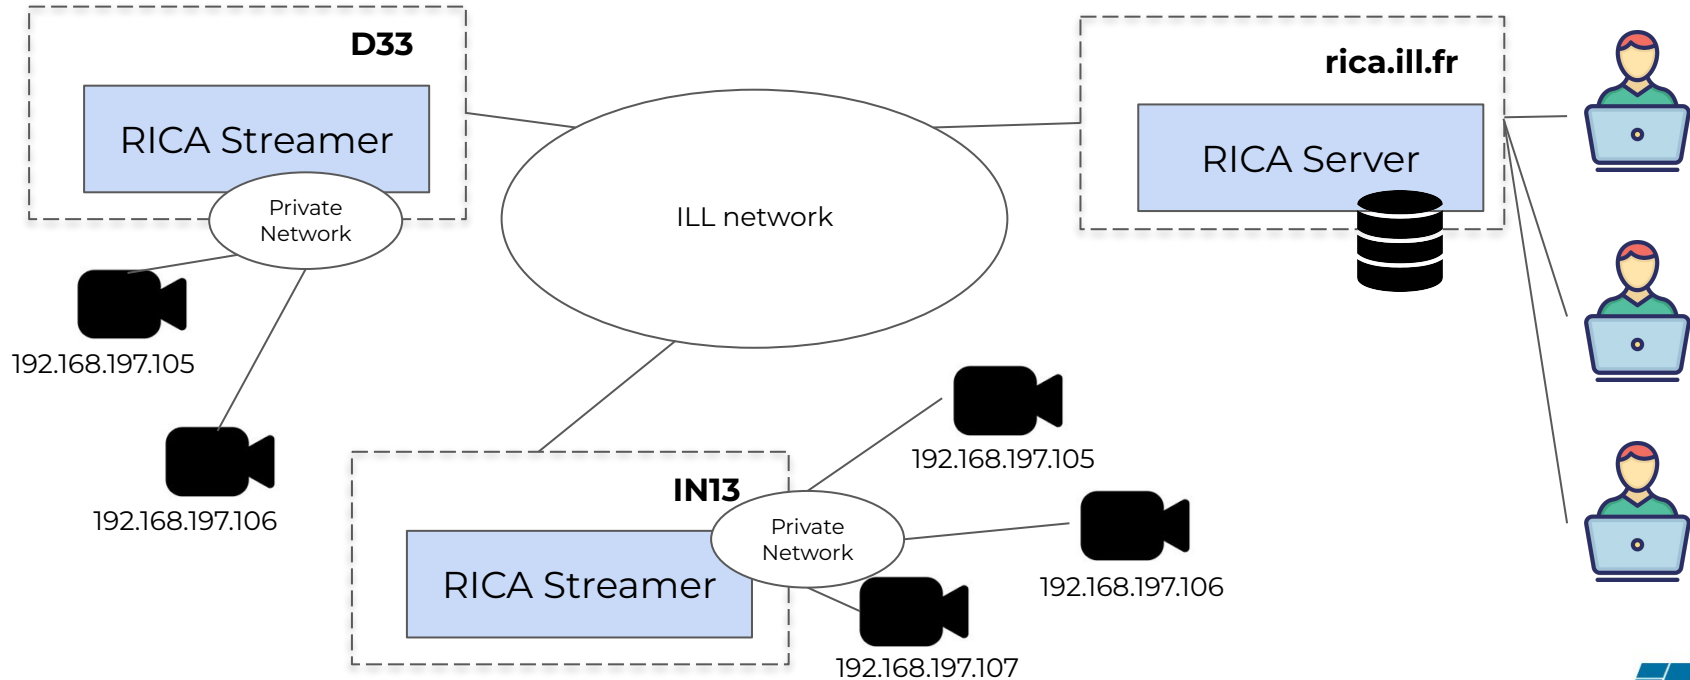 D33
RICA Streamer
Private
Network
192.168.197.105
192.168.197.106
ILL network
rica.ill.fr
RICA Server
IN13
RICA Streamer
Private
Network
192.168.197.105
192.168.197.106
192.168.197.107